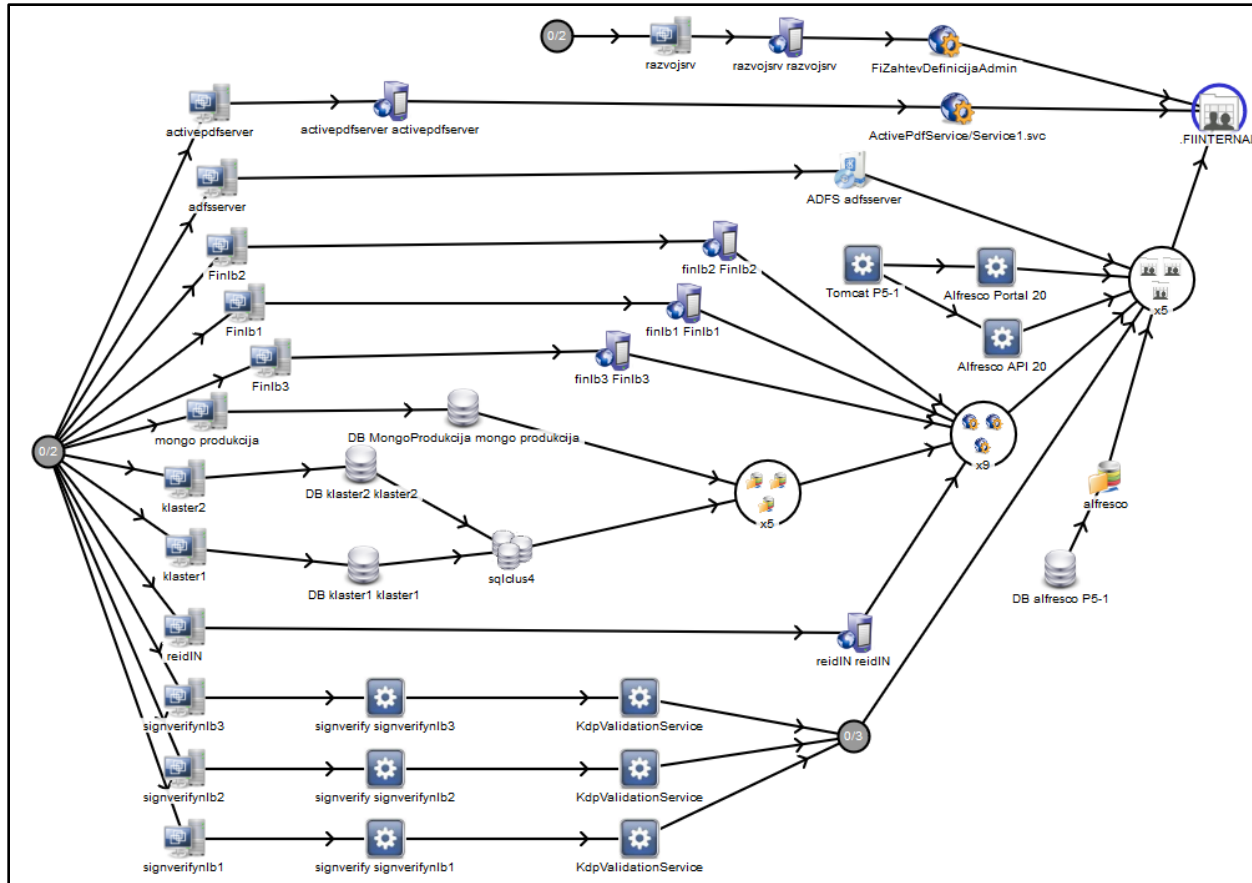 0/2
razvojsrv
razvojsrv razvojsrv
FiZahtevDefinicijaAdmin
activepdfserver
activepdfserver activepdfserver
ActivePdfService/Service1.svc
.FIINTERNAL
adfsserver
ADFS adfsserver
Finlb2
finlb2 Finlb2
Tomcat P5-1
Alfresco Portal 20
x5
Finlb1
finlb1 Finlb1
Alfresco API 20
Finlb3
finlb3 Finlb3
mongo produkcija
DB MongoProdukcija mongo produkcija
0/2
x9
klaster2
DB klaster2 klaster2
x5
alfresco
klaster1
DB klaster1 klaster1
sqlclus4
DB alfresco P5-1
reidIN
reidIN reidIN
signverifynlb3
signverify signverifynlb3
KdpValidationService
0/3
signverifynlb2
signverify signverifynlb2
KdpValidationService
signverifynlb1
signverify signverifynlb1
KdpValidationService